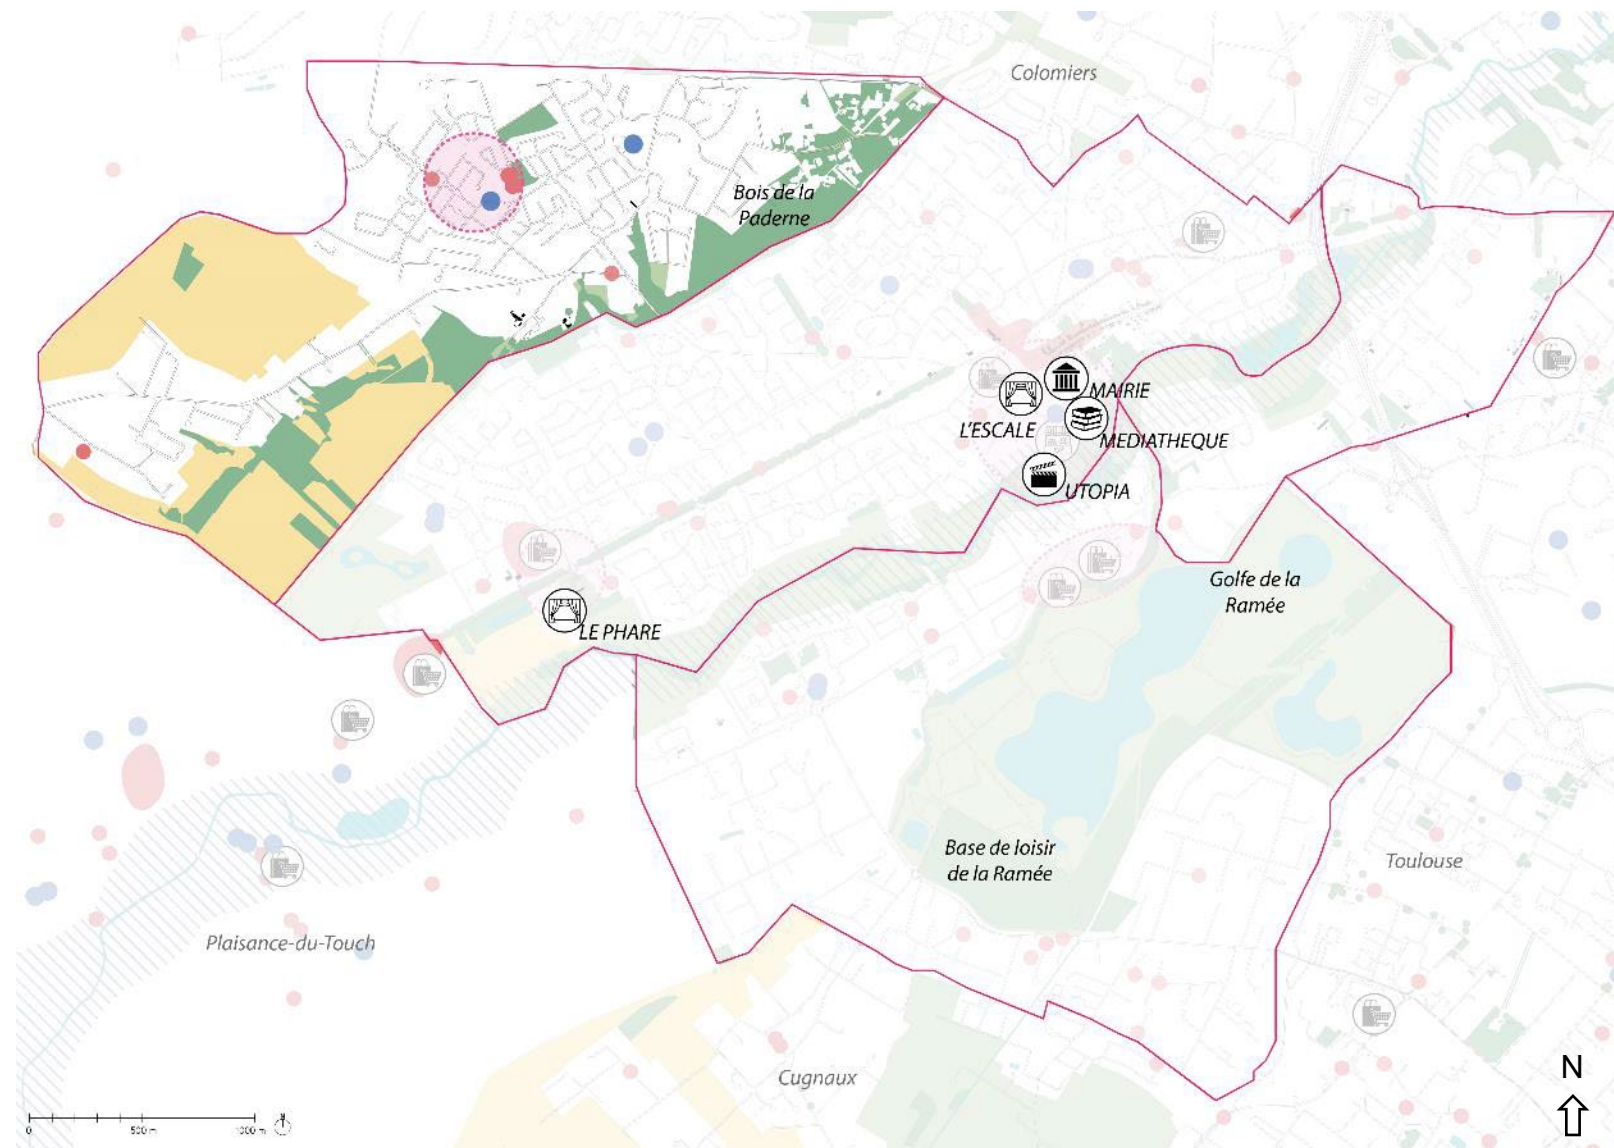 Colomiers
Bois de la
Paderne
MAIRIE
L'ESCALE
MEDIATHEQUE
UTOPIA
Golfe de la
Ramée
LE PHARE
Base de loisir
de la Ramée
Toulouse
Plaisance-du-Touch
Cugnaux
N
N
0 500 m 1000 m